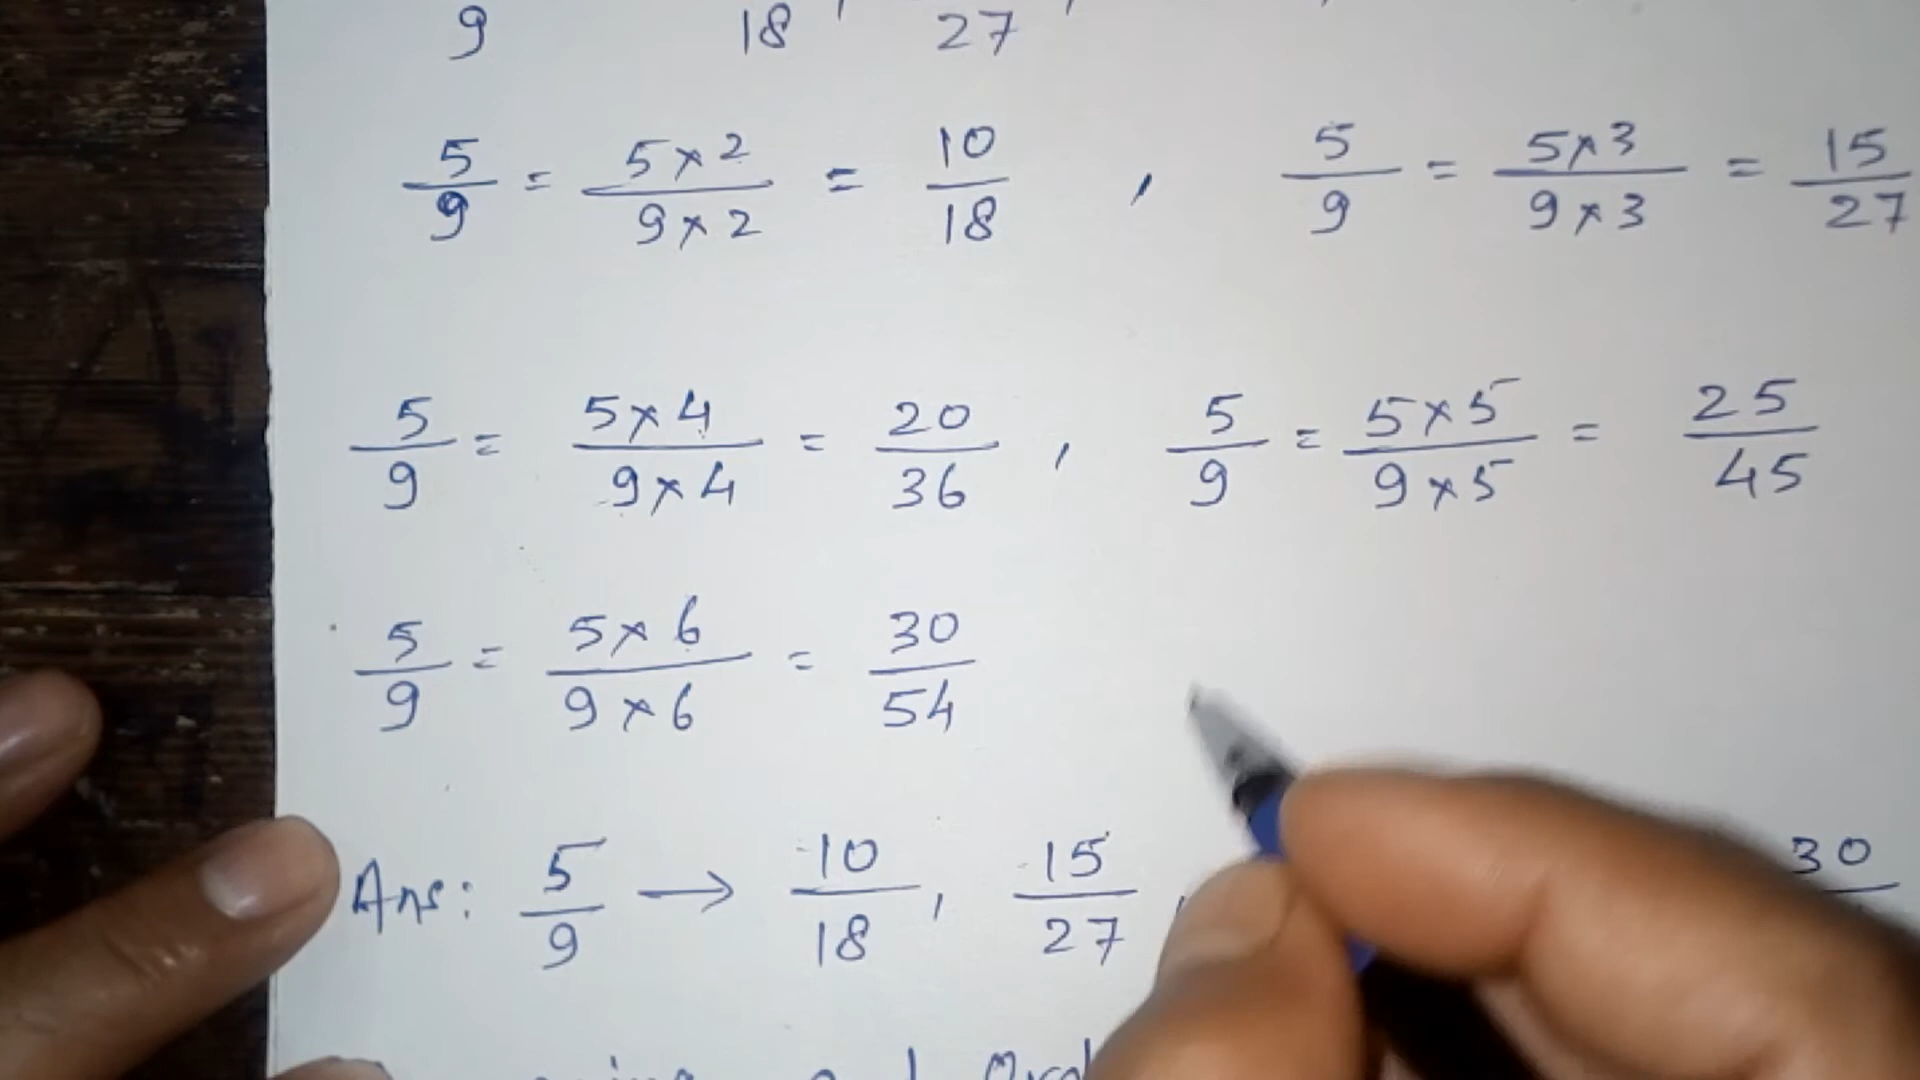 9 18 , 27 ,
5/9 = 5×2/9×2 = 10/18 , 5/9 = 5×3/9×3 = 15/27
5/9 = 5×4/9×4 = 20/36 , 5/9 = 5×5/9×5 = 25/45
5/9 = 5×6/9×6 = 30/54
Ans: 5/9 → 10/18 , 15/27 , 30